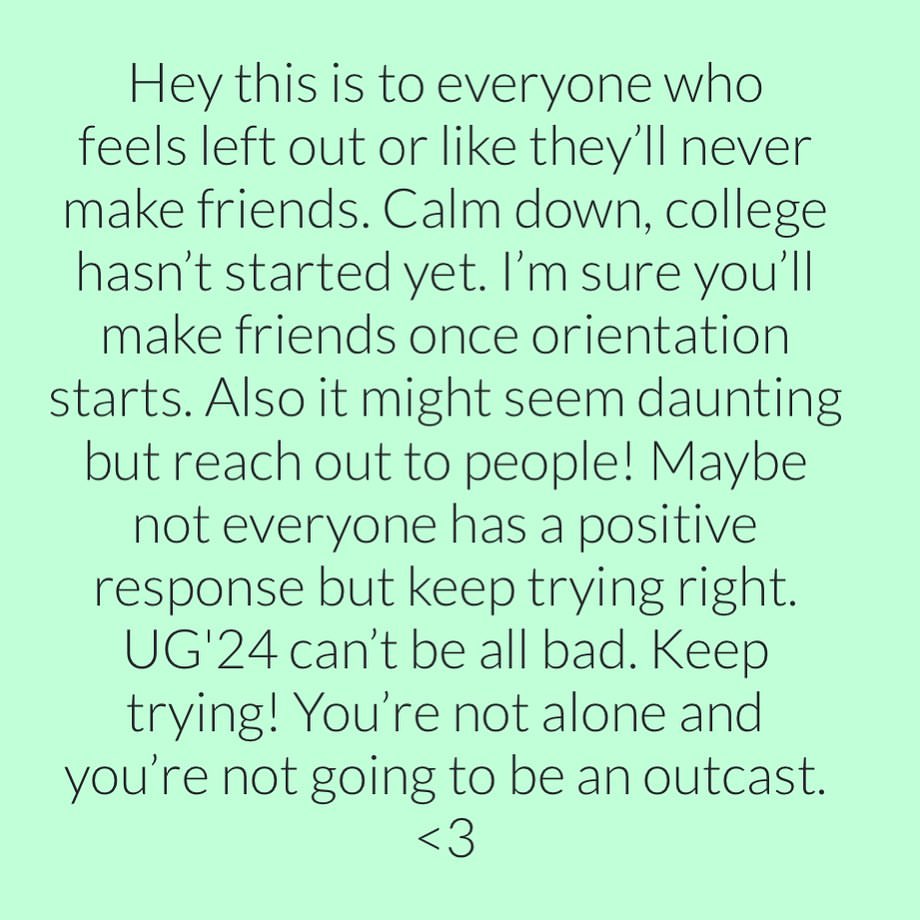 Hey this is to everyone who
feels left out or like they’ll never
make friends. Calm down, college
hasn’t started yet. I’m sure you’ll
make friends once orientation
starts. Also it might seem daunting
but reach out to people! Maybe
not everyone has a positive
response but keep trying right.
UG'24 can’t be all bad. Keep
trying! You’re not alone and
you’re not going to be an outcast.
<3